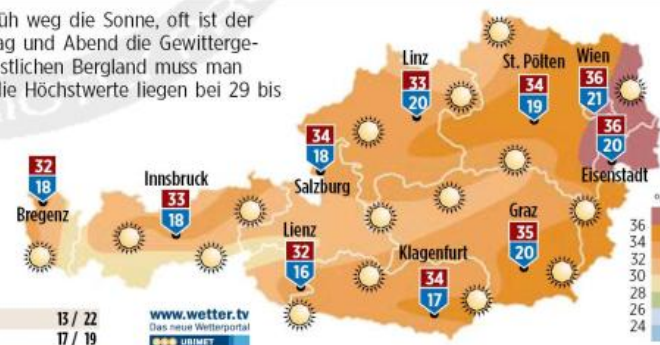 üh weg die Sonne, oft ist der
ag und Abend die Gewitterge-
stlichen Bergland muss man
die Höchstwerte liegen bei 29 bis
Linz
33
20
St. Pölten
34
19
Wien
36
21
36
20
Eisenstadt
34
18
Salzburg
32
18
Bregenz
Innsbruck
33
18
Lienz
32
16
Klagenfurt
34
17
Graz
35
20
36
34
32
30
28
26
24
13 / 22
17 / 19
www.wetter.tv
Das neue Wetterportal
UBIMET